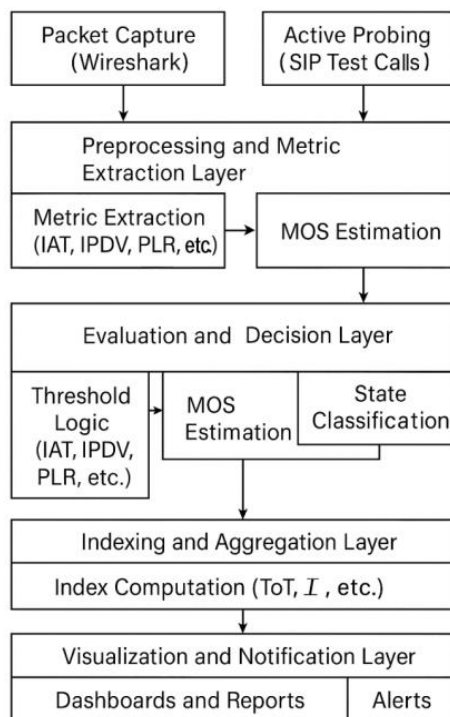 Packet Capture
(Wireshark)
Active Probing
(SIP Test Calls)
Preprocessing and Metric
Extraction Layer
Metric Extraction
(IAT, IPDV, PLR, etc.)
MOS Estimation
Evaluation and Decision Layer
Threshold
Logic
(IAT, IPDV,
PLR, etc.)
MOS
Estimation
State
Classification
Indexing and Aggregation Layer
Index Computation (ToT, I, etc.)
Visualization and Notification Layer
Dashboards and Reports
Alerts